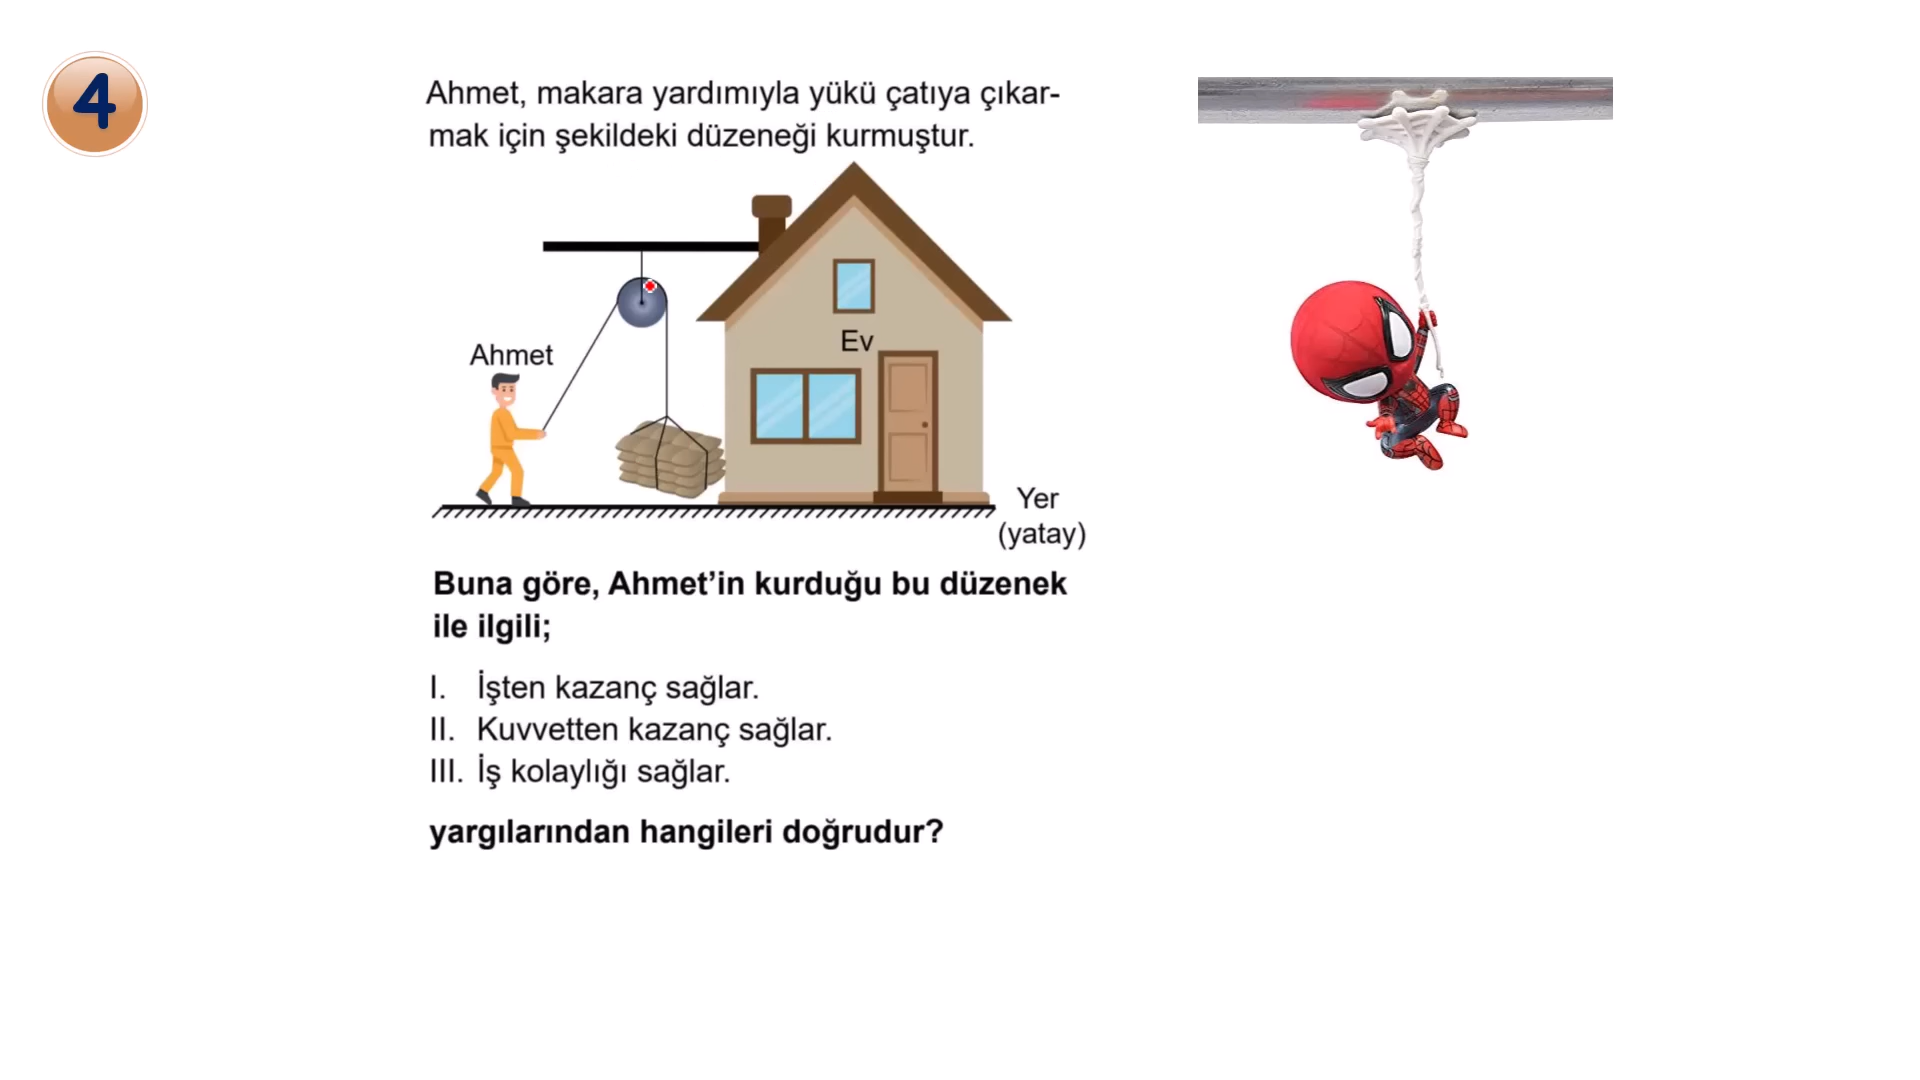 4
Ahmet, makara yardımıyla yükü çatıya çıkar-
mak için şekildeki düzeneği kurmuştur.
Ev
Ahmet
Yer
(yatay)
Buna göre, Ahmet’in kurduğu bu düzenek
ile ilgili;
I. İşten kazanç sağlar.
II. Kuvvetten kazanç sağlar.
III. İş kolaylığı sağlar.
yargılarından hangileri doğrudur?